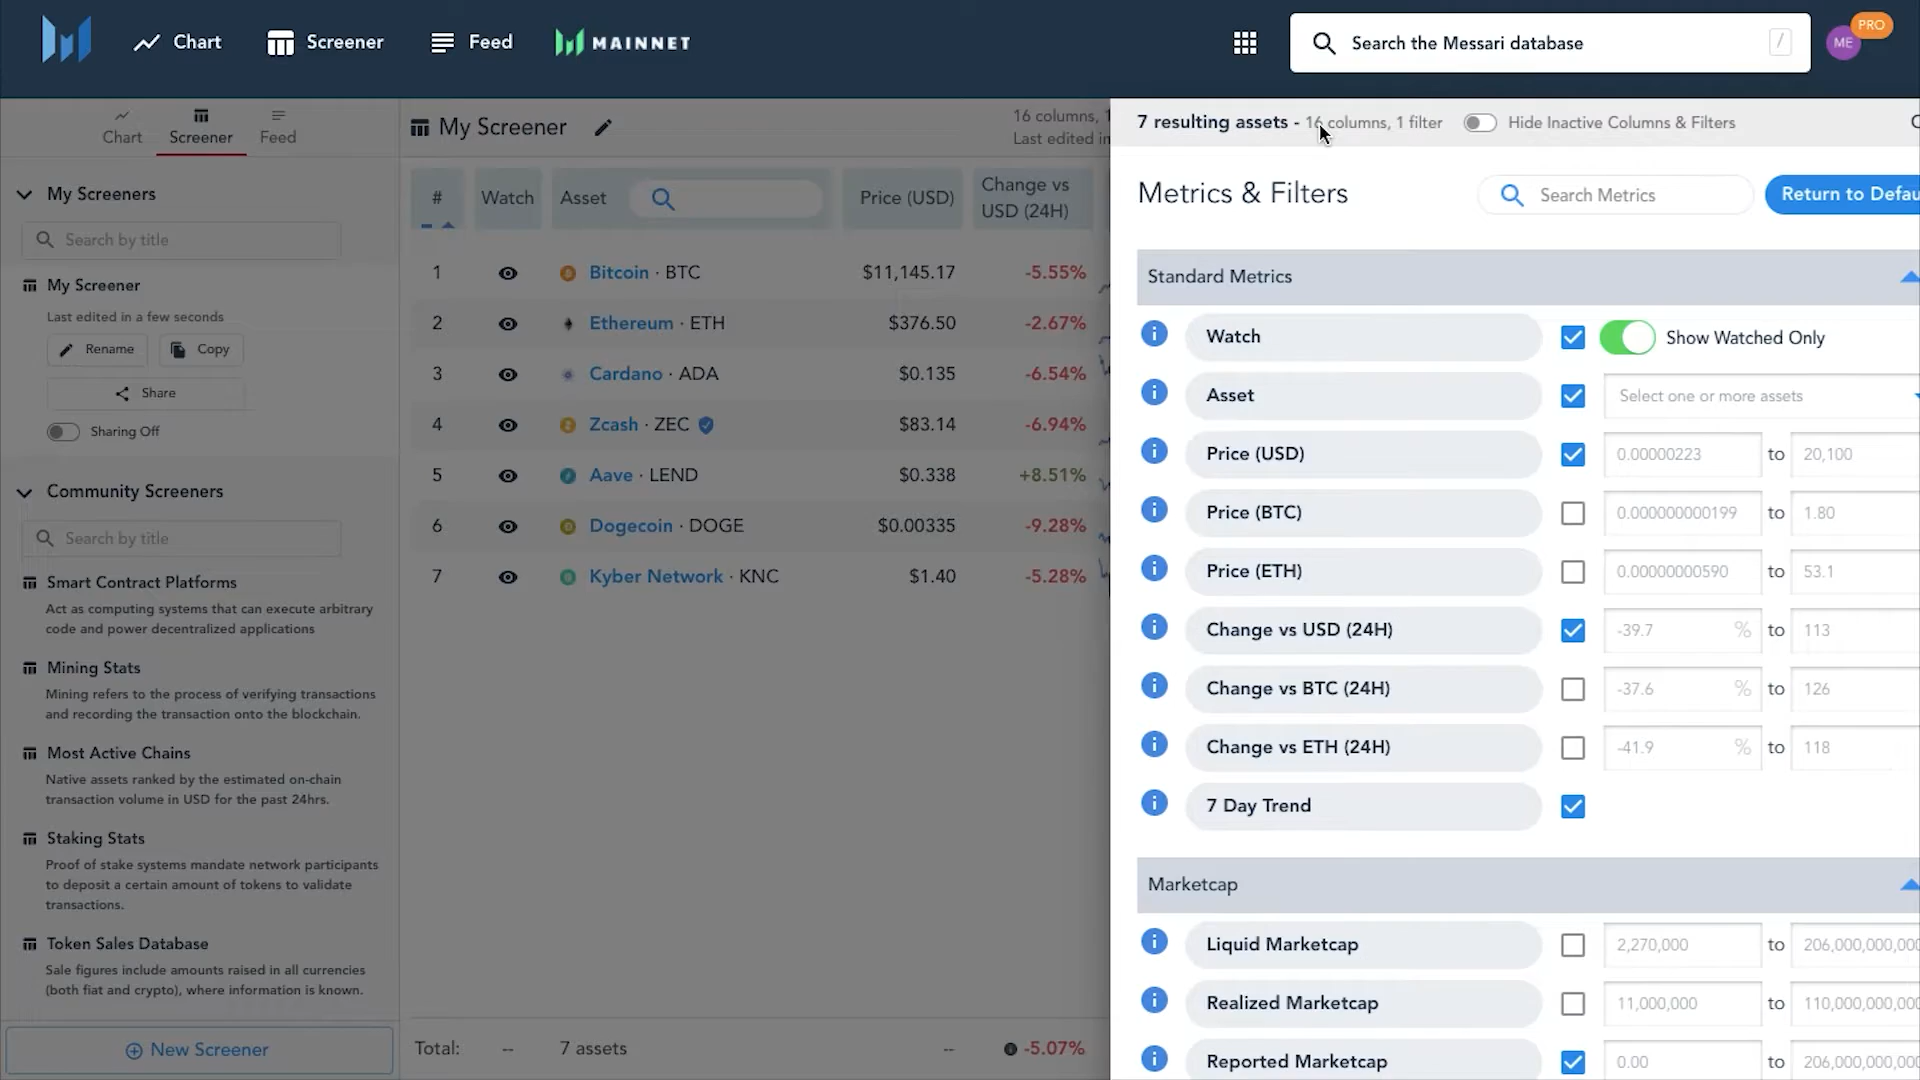 Chart
Screener
Feed
MAINNET
Search the Messari database
/
ME
PRO
Chart
Screener
Feed
My Screeners
Search by title
My Screener
Last edited in a few seconds
Rename
Copy
Share
Sharing Off
Community Screeners
Search by title
Smart Contract Platforms
Act as computing systems that can execute arbitrary
code and power decentralized applications
Mining Stats
Mining refers to the process of verifying transactions
and recording the transaction onto the blockchain.
Most Active Chains
Native assets ranked by the estimated on-chain
transaction volume in USD for the past 24hrs.
Staking Stats
Proof of stake systems mandate network participants
to deposit a certain amount of tokens to validate
transactions.
Token Sales Database
Sale figures include amounts raised in all currencies
(both fiat and crypto), where information is known.
New Screener
My Screener
16 columns, 1
Last edited in
# Watch Asset Price (USD) Change vs
USD (24H)
1 Bitcoin · BTC $11,145.17 -5.55%
2 Ethereum · ETH $376.50 -2.67%
3 Cardano · ADA $0.135 -6.54%
4 Zcash · ZEC $83.14 -6.94%
5 Aave · LEND $0.338 +8.51%
6 Dogecoin · DOGE $0.00335 -9.28%
7 Kyber Network · KNC $1.40 -5.28%
Total: -- 7 assets -- -5.07%
7 resulting assets - 16 columns, 1 filter Hide Inactive Columns & Filters
Metrics & Filters
Search Metrics
Return to Defau
Standard Metrics
Watch Show Watched Only
Asset Select one or more assets
Price (USD) 0.00000223 to 20,100
Price (BTC) 0.000000000199 to 1.80
Price (ETH) 0.00000000590 to 53.1
Change vs USD (24H) -39.7 % to 113
Change vs BTC (24H) -37.6 % to 126
Change vs ETH (24H) -41.9 % to 118
7 Day Trend
Marketcap
Liquid Marketcap 2,270,000 to 206,000,000,000
Realized Marketcap 11,000,000 to 110,000,000,000
Reported Marketcap 0.00 to 206,000,000,000